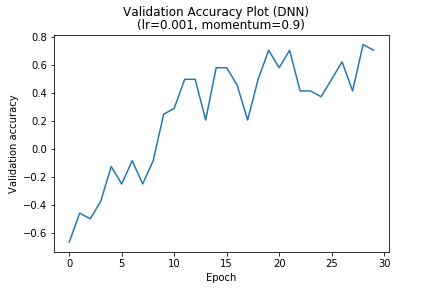 Validation Accuracy Plot (DNN)
(lr=0.001, momentum=0.9)
Validation accuracy
0.8
0.6
0.4
0.2
0.0
−0.2
−0.4
−0.6
0 5 10 15 20 25 30
Epoch